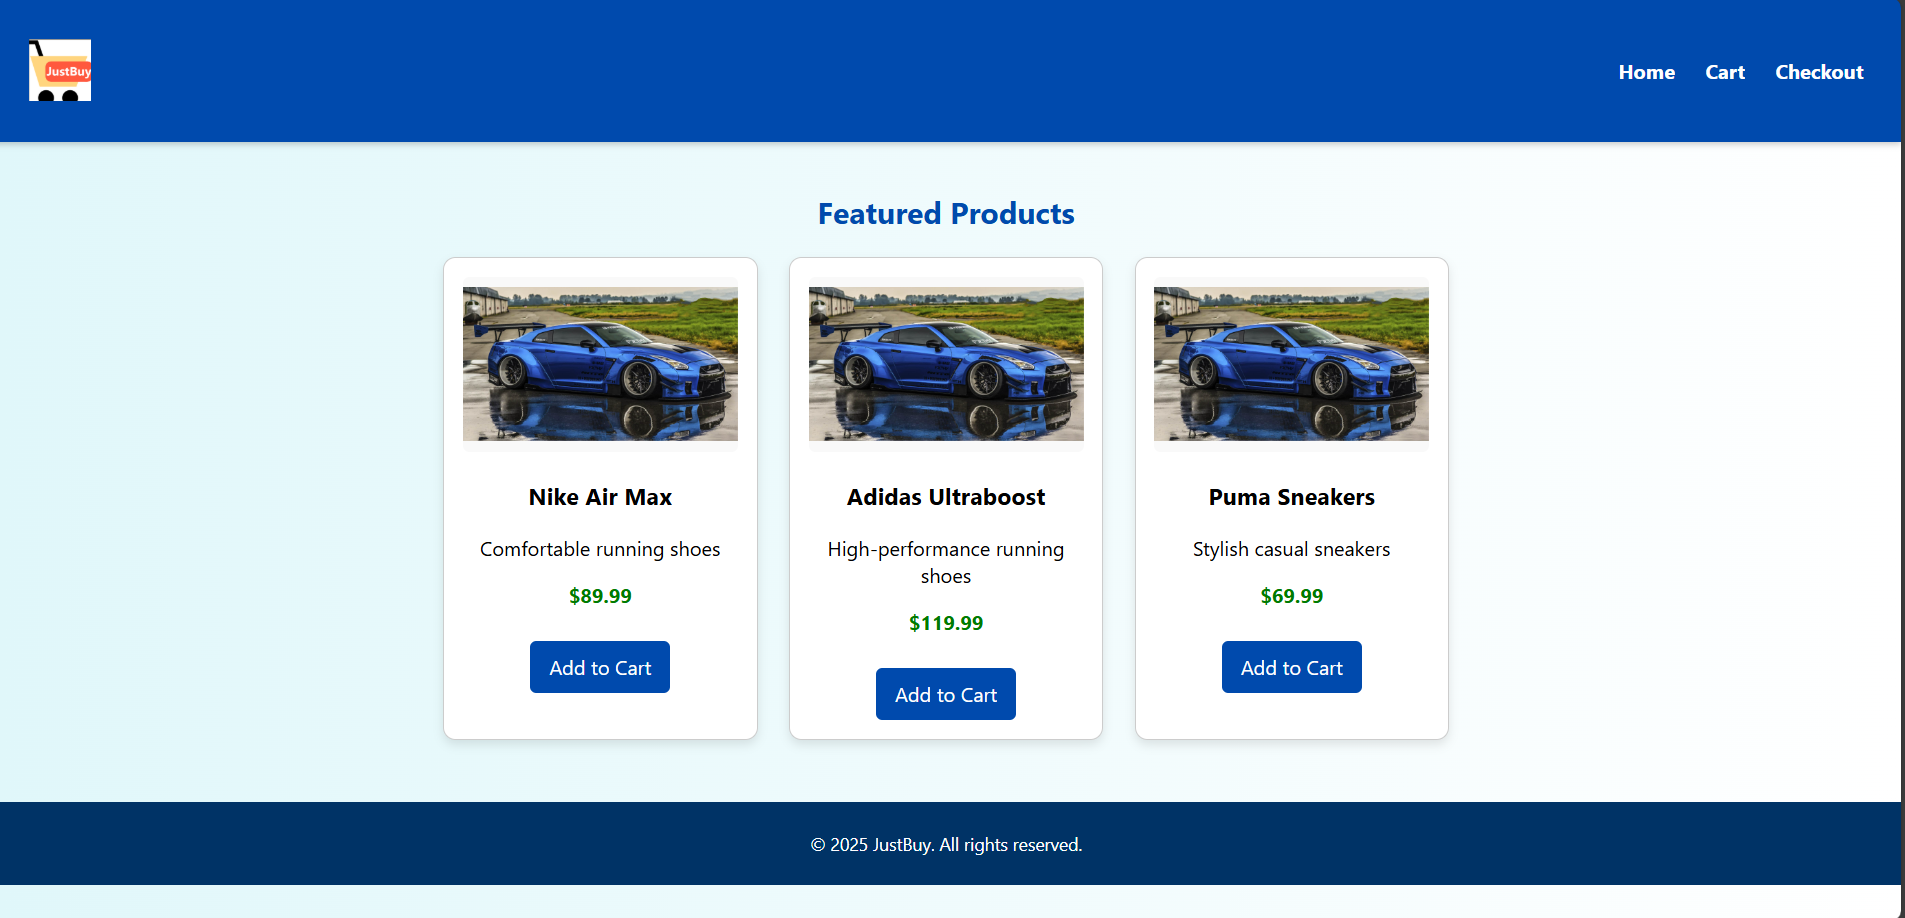 JustBuy
Home Cart Checkout
Featured Products
Nike Air Max
Comfortable running shoes
$89.99
Add to Cart
Adidas Ultraboost
High-performance running
shoes
$119.99
Add to Cart
Puma Sneakers
Stylish casual sneakers
$69.99
Add to Cart
© 2025 JustBuy. All rights reserved.